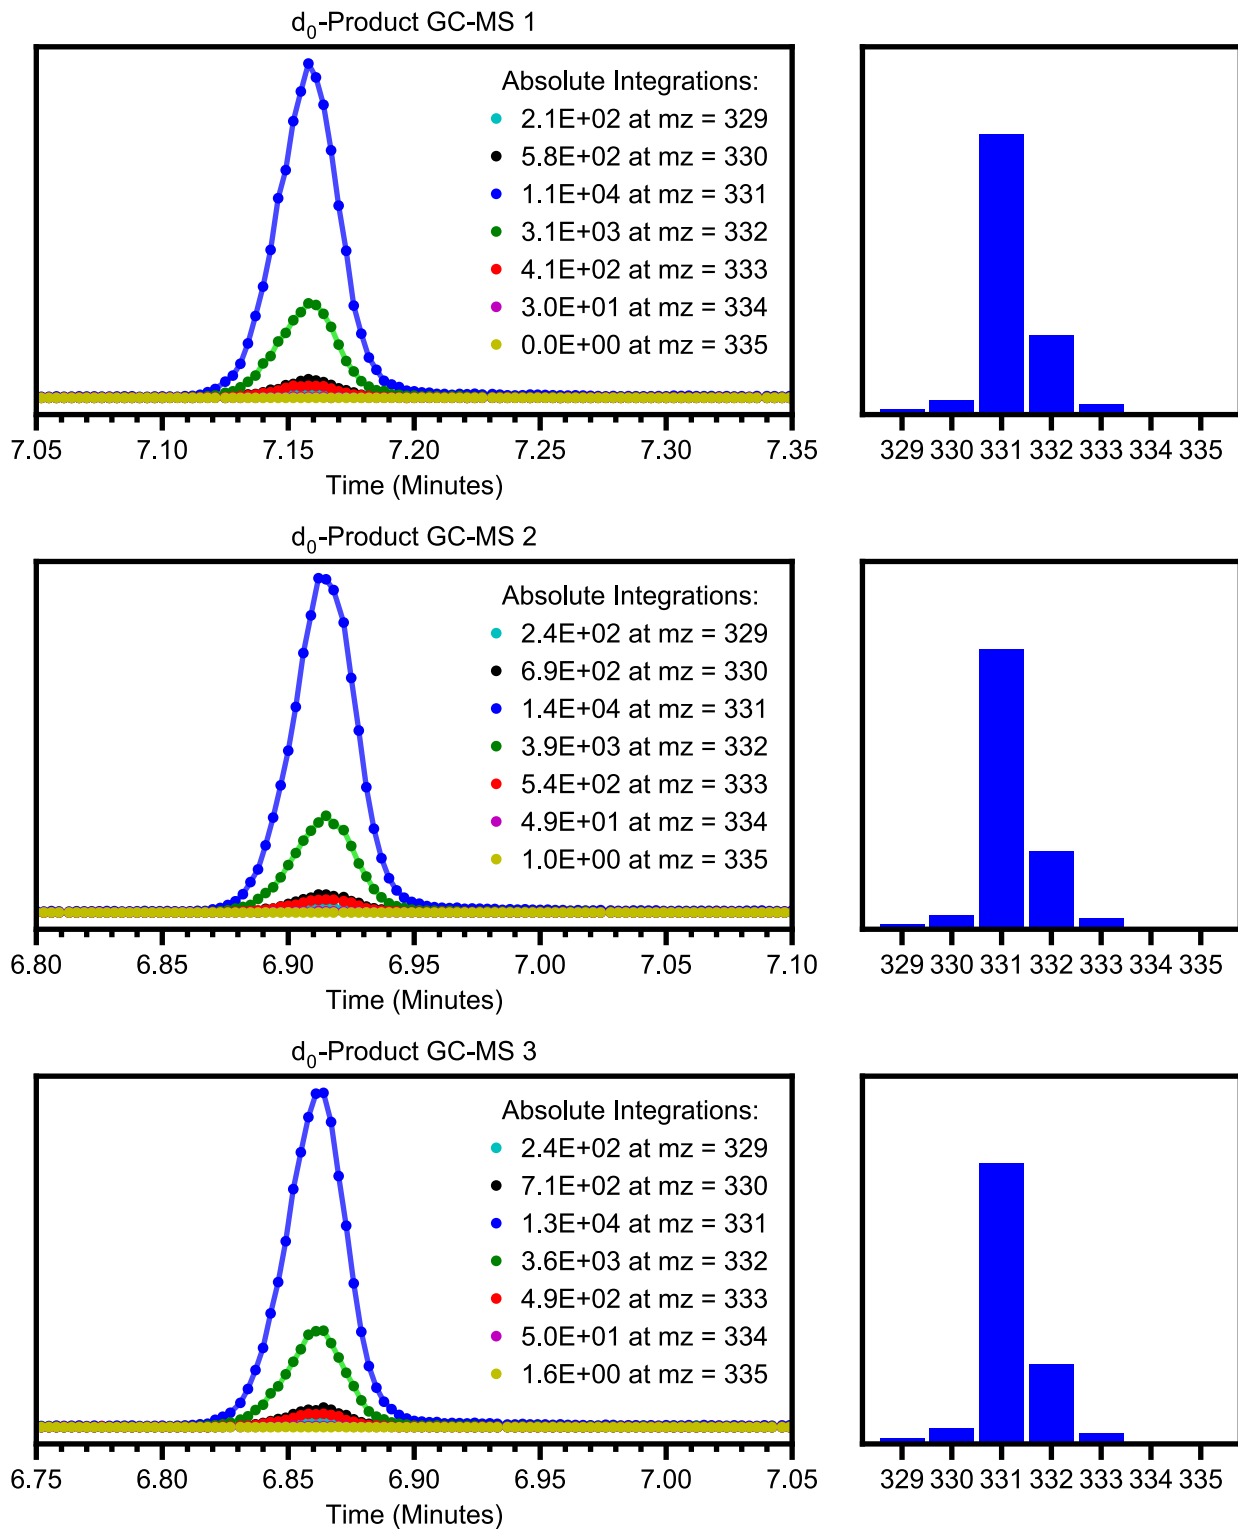 d₀-Product GC-MS 1
Absolute Integrations:
2.1E+02 at mz = 329
5.8E+02 at mz = 330
1.1E+04 at mz = 331
3.1E+03 at mz = 332
4.1E+02 at mz = 333
3.0E+01 at mz = 334
0.0E+00 at mz = 335
7.05 7.10 7.15 7.20 7.25 7.30 7.35
Time (Minutes)
329 330 331 332 333 334 335
d₀-Product GC-MS 2
Absolute Integrations:
2.4E+02 at mz = 329
6.9E+02 at mz = 330
1.4E+04 at mz = 331
3.9E+03 at mz = 332
5.4E+02 at mz = 333
4.9E+01 at mz = 334
1.0E+00 at mz = 335
6.80 6.85 6.90 6.95 7.00 7.05 7.10
Time (Minutes)
329 330 331 332 333 334 335
d₀-Product GC-MS 3
Absolute Integrations:
2.4E+02 at mz = 329
7.1E+02 at mz = 330
1.3E+04 at mz = 331
3.6E+03 at mz = 332
4.9E+02 at mz = 333
5.0E+01 at mz = 334
1.6E+00 at mz = 335
6.75 6.80 6.85 6.90 6.95 7.00 7.05
Time (Minutes)
329 330 331 332 333 334 335